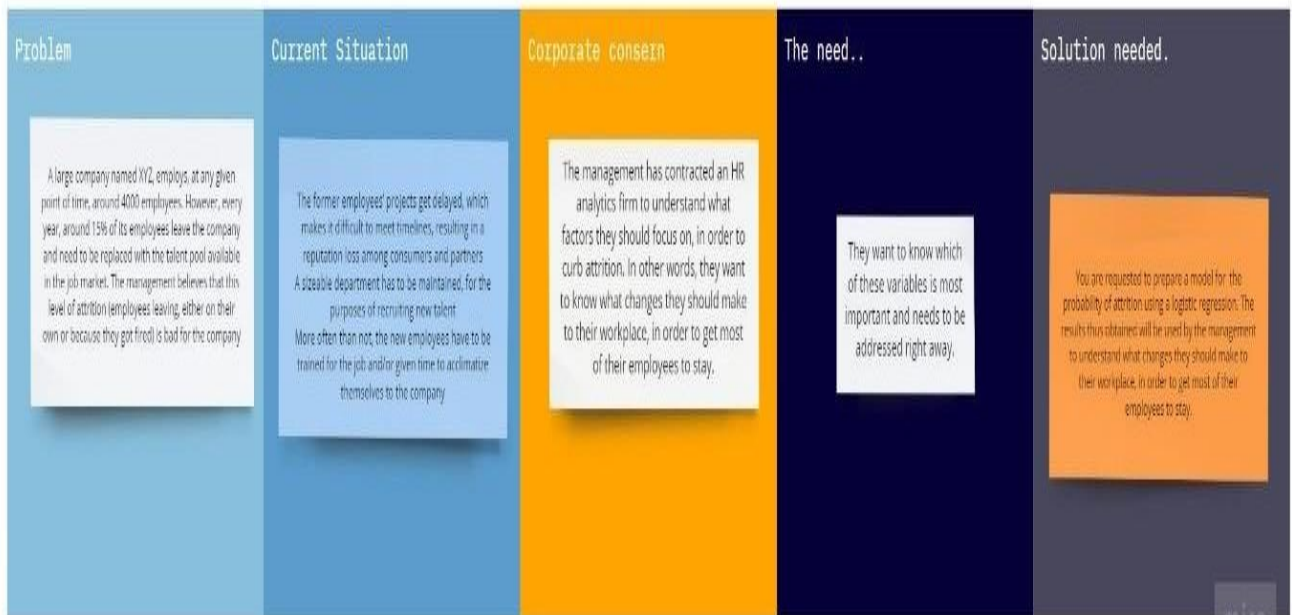 Problem
A large company named XYZ, employs, at any given
point of time, around 4000 employees. However, every
year, around 15% of its employees leave the company
and need to be replaced with the talent pool available
in the job market. The management believes that this
level of attrition (employees leaving, either on their
own or because they got fired) is bad for the company
Current Situation
The former employees' projects get delayed, which
makes it difficult to meet timelines, resulting in a
reputation loss among consumers and partners
A sizeable department has to be maintained, for the
purposes of recruiting new talent
More often than not, the new employees have to be
trained for the job and/or given time to acclimatize
themselves to the company
Corporate consern
The management has contracted an HR
analytics firm to understand what
factors they should focus on, in order to
curb attrition. In other words, they want
to know what changes they should make
to their workplace, in order to get most
of their employees to stay.
The need..
They want to know which
of these variables is most
important and needs to be
addressed right away.
Solution needed.
You are requested to prepare a model for the
probability of attrition using a logistic regression. The
results thus obtained will be used by the management
to understand what changes they should make to
their workplace, in order to get most of their
employees to stay.